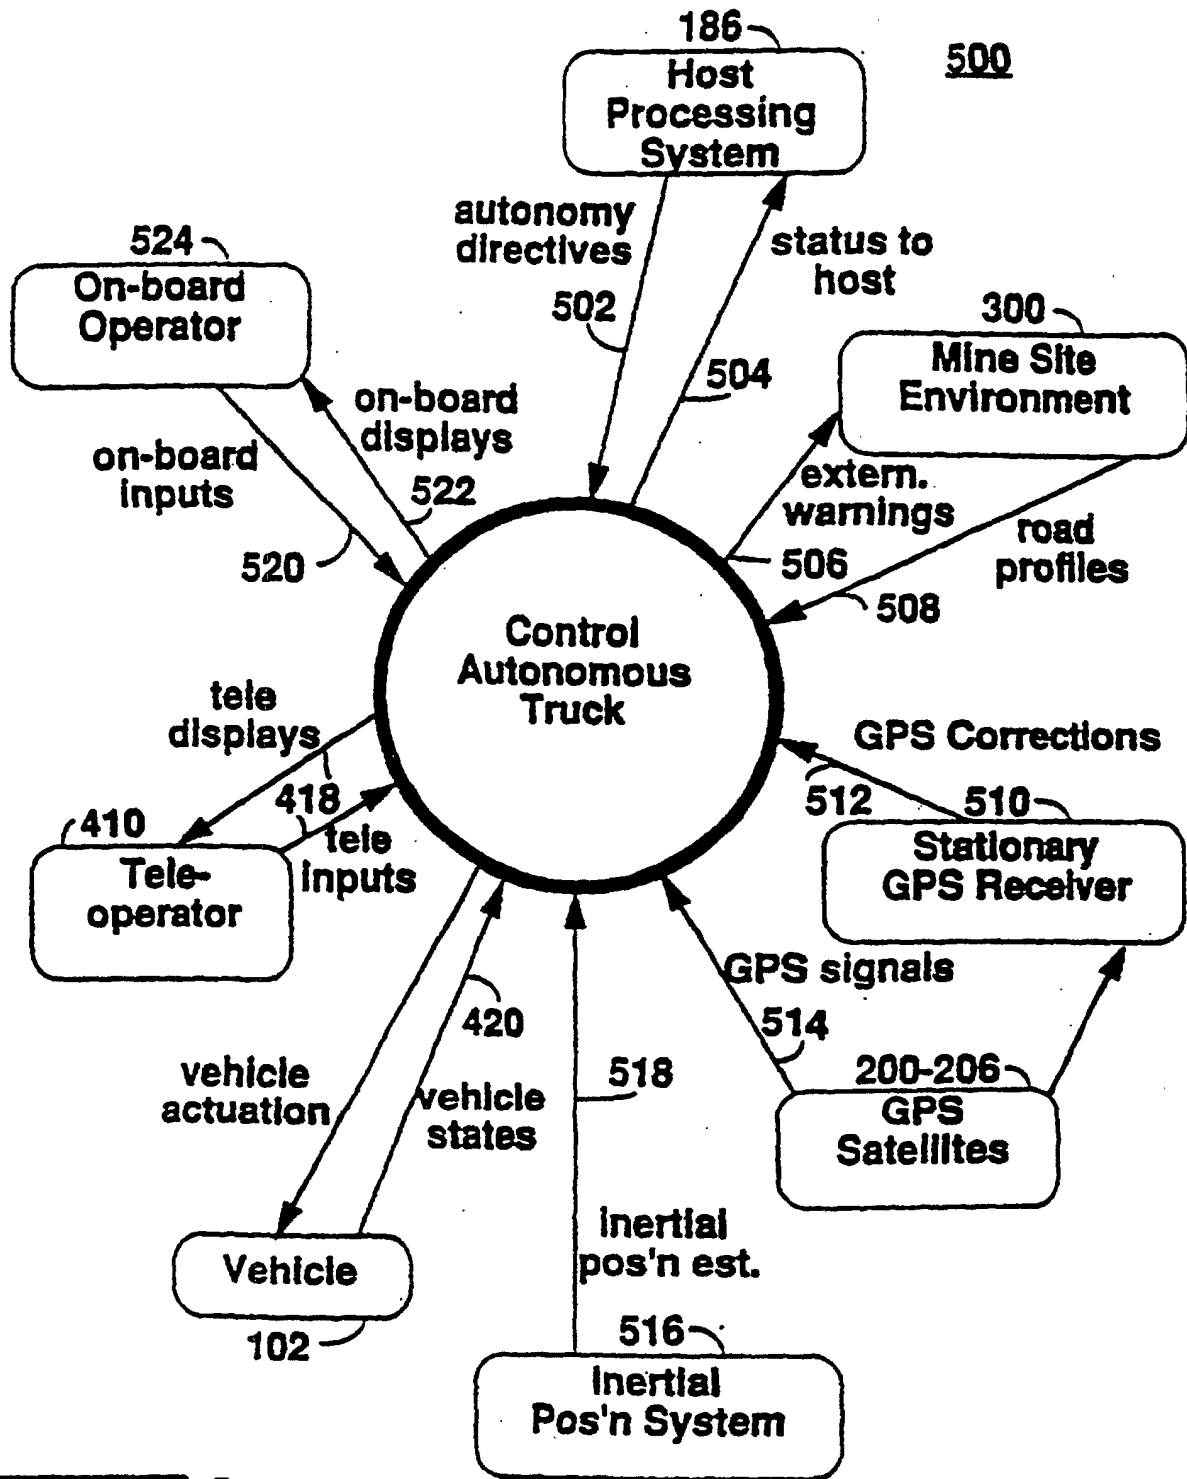 186
500
Host
Processing
System
autonomy
directives
status to
host
502
504
524
On-board
Operator
on-board
displays
on-board
inputs
522
520
300
Mine Site
Environment
extern.
warnings
506
road
profiles
508
Control
Autonomous
Truck
tele
displays
418
410
Tele-
operator
tele
inputs
GPS Corrections
512
510
Stationary
GPS Receiver
GPS signals
514
200-206
GPS
Satellites
420
vehicle
actuation
vehicle
states
518
Vehicle
102
inertial
pos'n est.
516
Inertial
Pos'n System